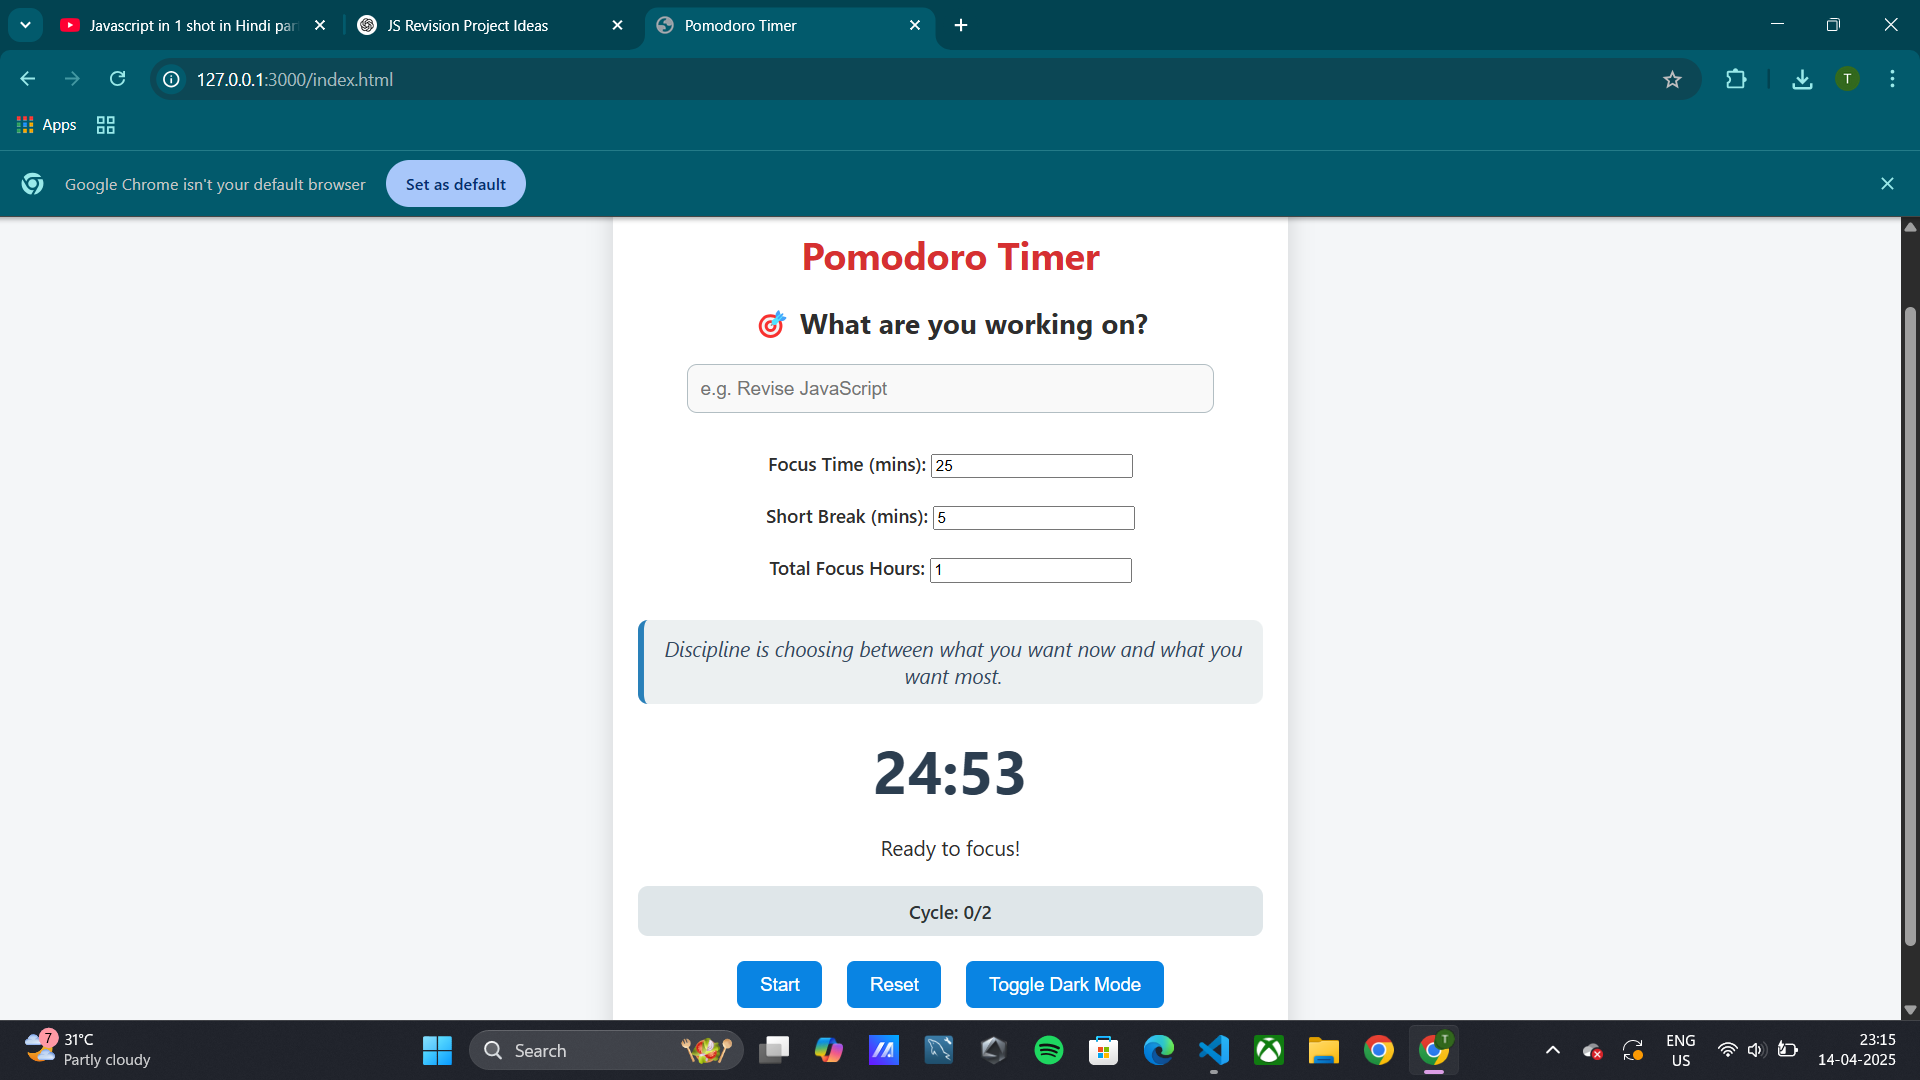 Javascript in 1 shot in Hindi par
JS Revision Project Ideas
Pomodoro Timer
127.0.0.1:3000/index.html
T
Apps
Google Chrome isn't your default browser
Set as default
Pomodoro Timer
What are you working on?
e.g. Revise JavaScript
Focus Time (mins): 25
Short Break (mins): 5
Total Focus Hours: 1
Discipline is choosing between what you want now and what you
want most.
24:53
Ready to focus!
Cycle: 0/2
Start
Reset
Toggle Dark Mode
7
31°C
Partly cloudy
Search
T
ENG
US
23:15
14-04-2025